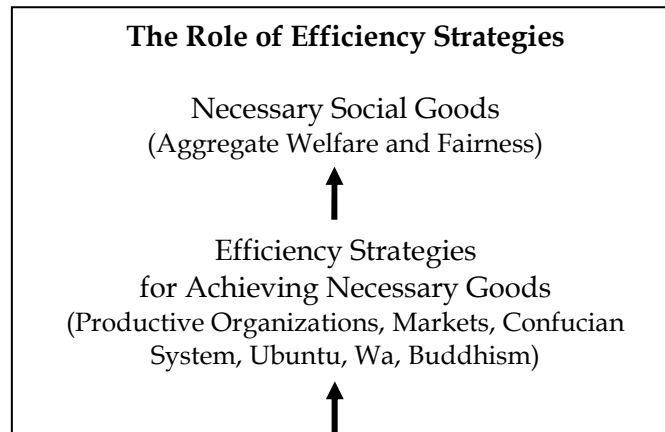 The Role of Efficiency Strategies
Necessary Social Goods
(Aggregate Welfare and Fairness)
Efficiency Strategies
for Achieving Necessary Goods
(Productive Organizations, Markets, Confucian
System, Ubuntu, Wa, Buddhism)